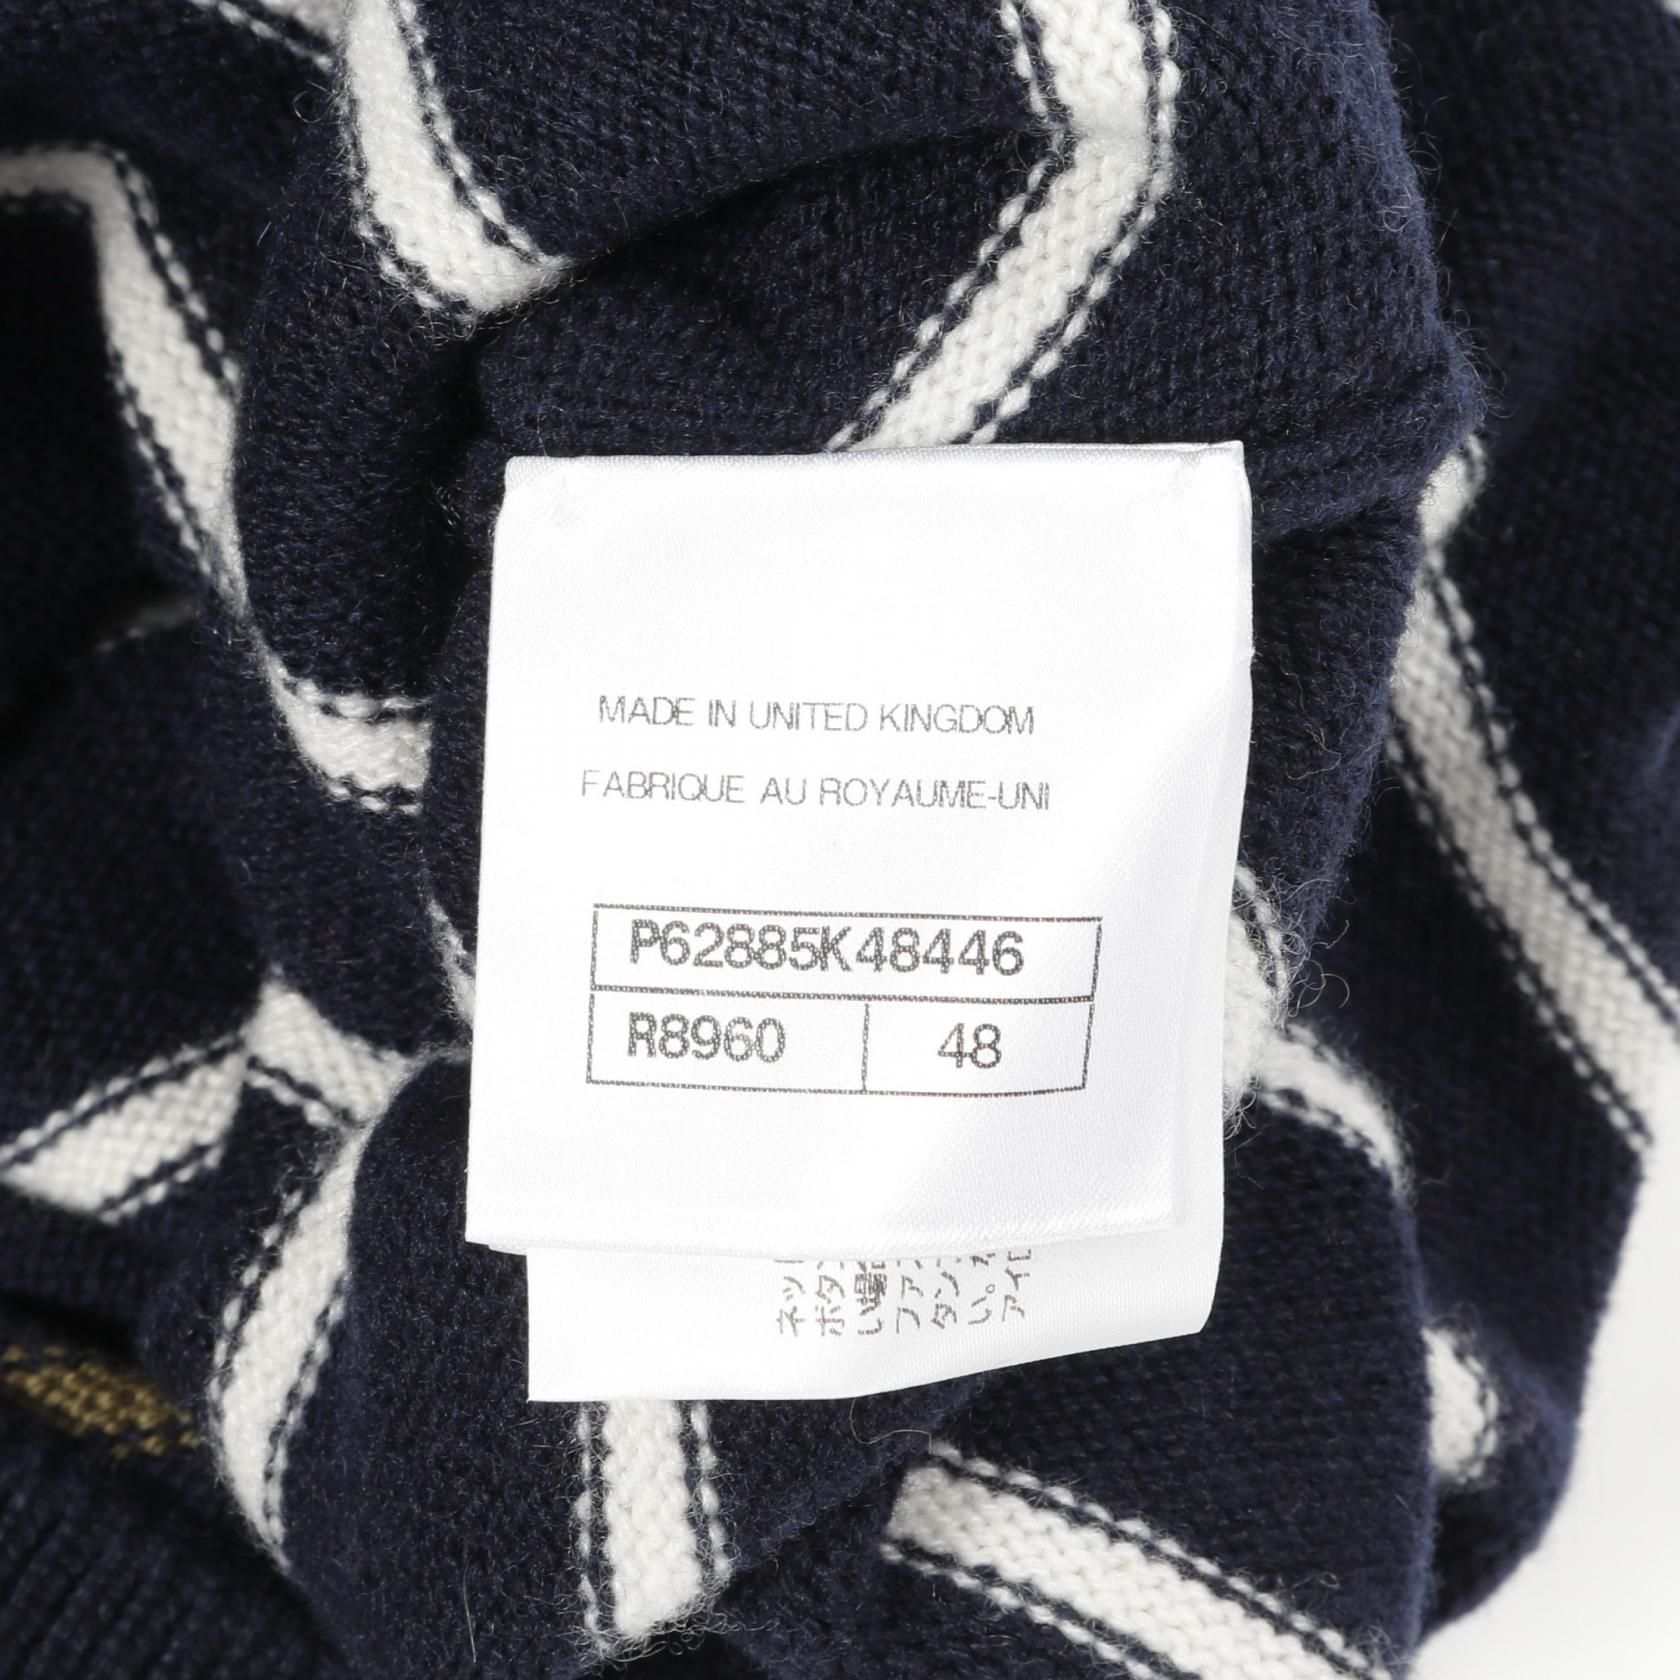 MADE IN UNITED KINGDOM
FABRIQUE AU ROYAUME-UNI
P62885K48446
R8960 48